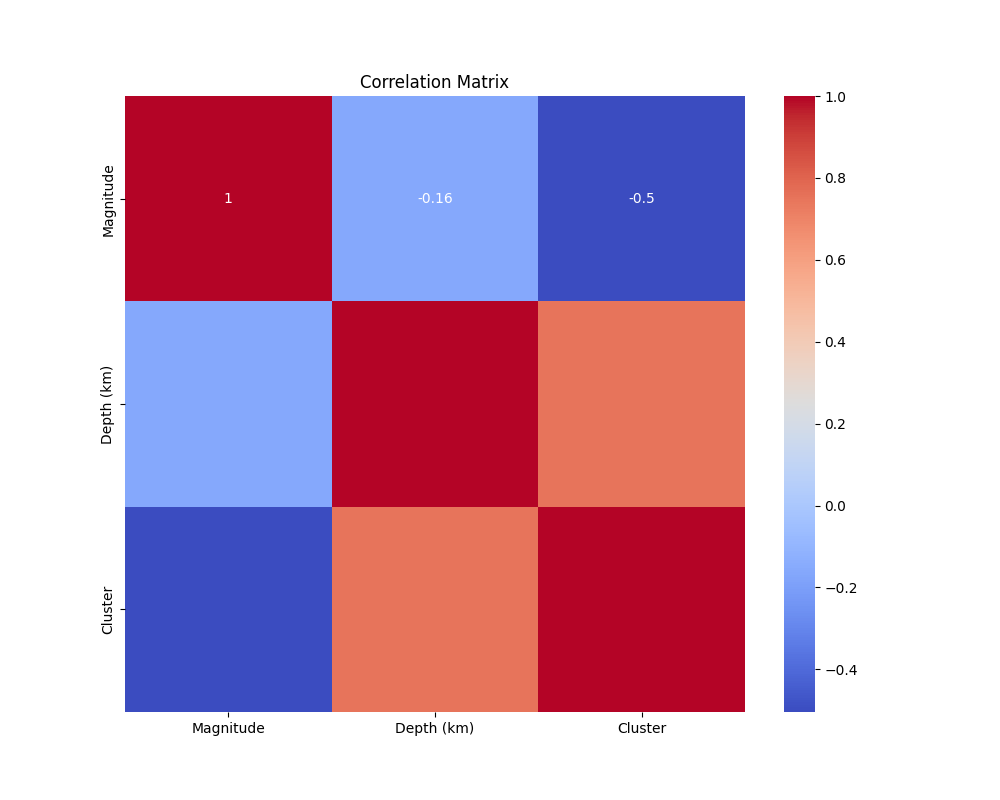 Correlation Matrix
Magnitude
1
-0.16
-0.5
Depth (km)
Cluster
Magnitude
Depth (km)
Cluster
1.0
0.8
0.6
0.4
0.2
0.0
−0.2
−0.4